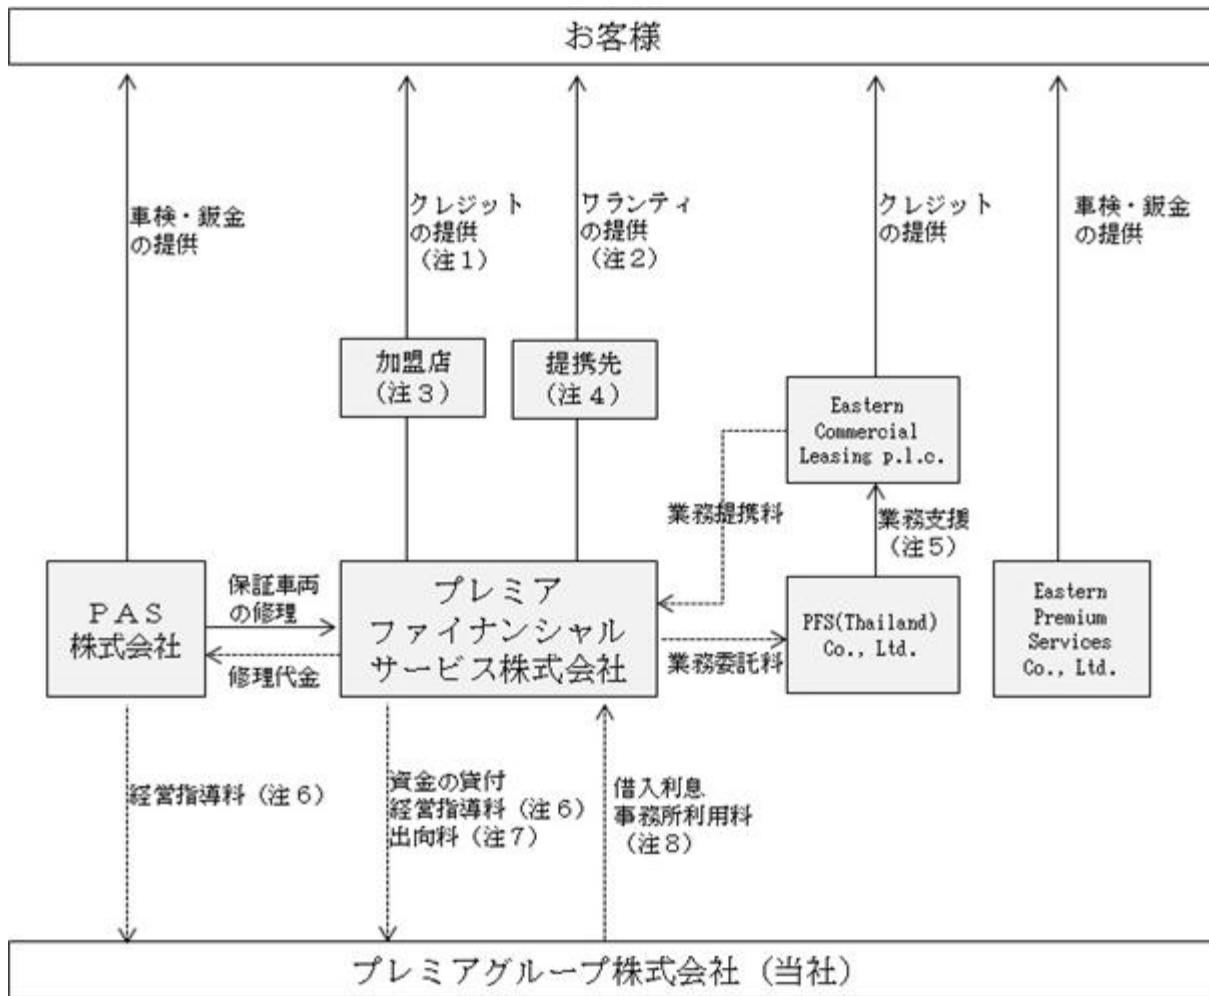 お客様
車検・鈑金
の提供
クレジット
の提供
(注1)
ワランティ
の提供
(注2)
クレジット
の提供
車検・鈑金
の提供
加盟店
(注3)
提携先
(注4)
Eastern
Commercial
Leasing p.l.c.
業務提携料
業務支援
(注5)
PAS
株式会社
保証車両
の修理
修理代金
プレミア
ファイナンシャル
サービス株式会社
業務委託料
PFS(Thailand)
Co., Ltd.
Eastern
Premium
Services
Co., Ltd.
経営指導料(注6)
資金の貸付
経営指導料(注6)
出向料(注7)
借入利息
事務所利用料
(注8)
プレミアグループ株式会社(当社)